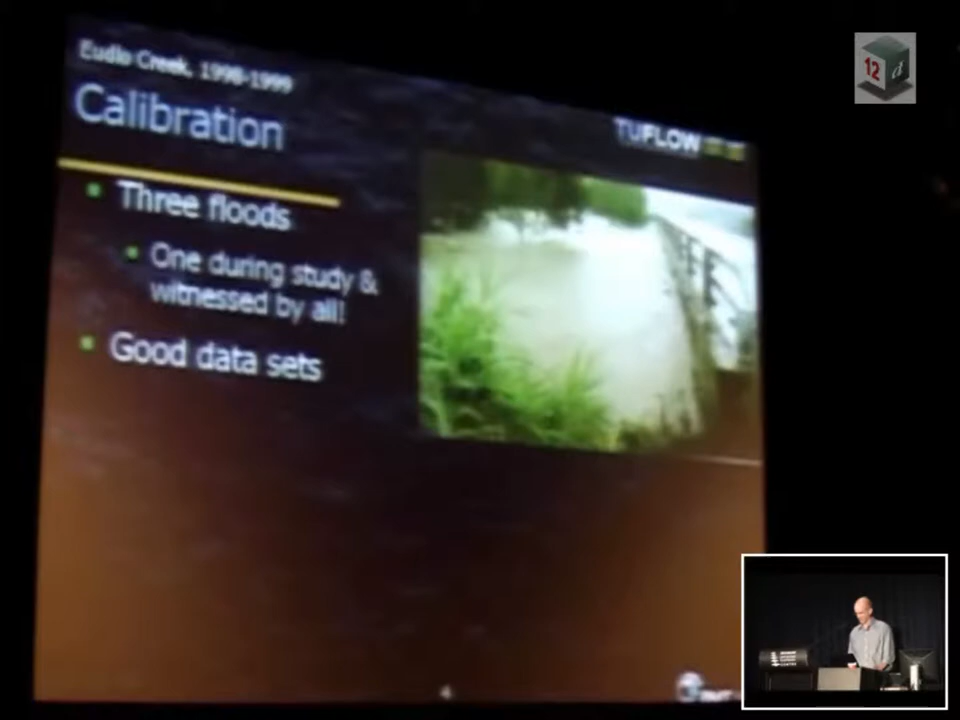 Eudlo Creek, 1998-1999
Calibration
TUFLOW
Three floods
One during study &
witnessed by all!
Good data sets
12d